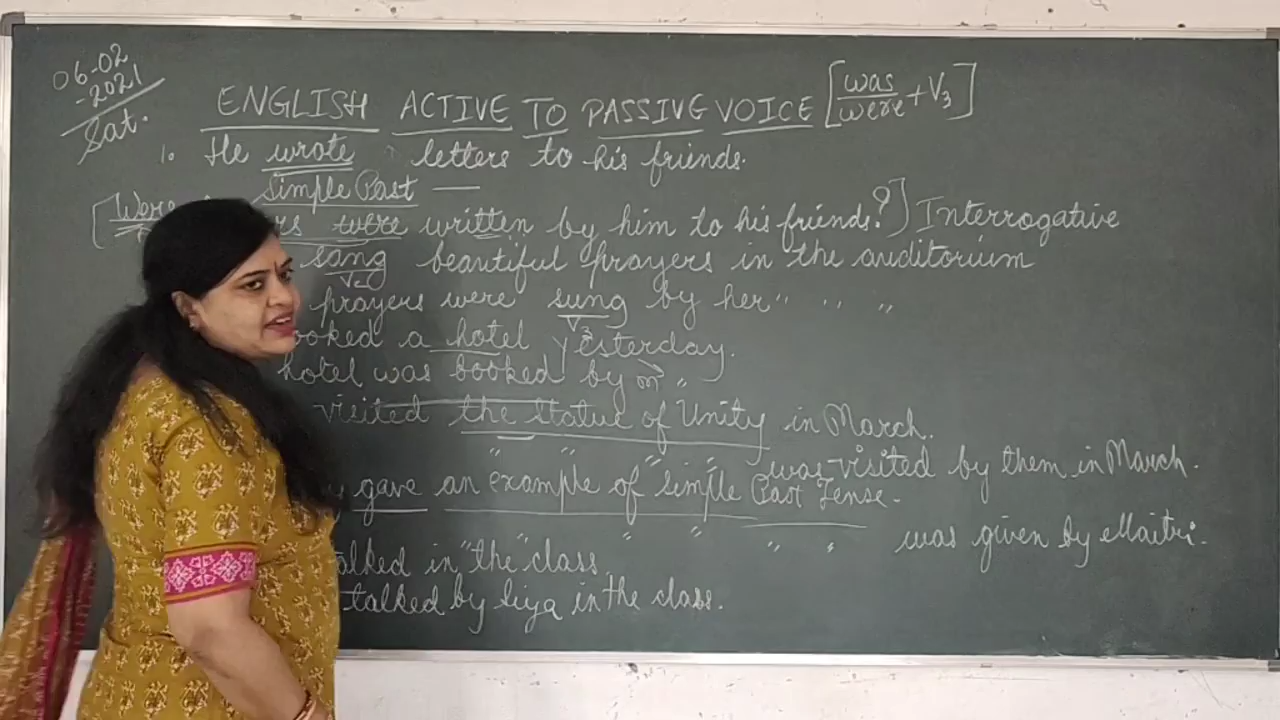 06-02
-2021
Sat.
ENGLISH ACTIVE TO PASSIVE VOICE [was/were + V3]
1. He wrote letters to his friends.
Simple Past
[Were rs were written by him to his friends?] Interrogative
sang beautiful prayers in the auditorium
V2
prayers were sung by her " " "
V3
ooked a hotel yesterday.
hotel was booked by m "
visited the Statue of Unity in March.
" " " " was visited by them in March.
y gave an example of Simple Past Tense.
" " " " was given by Maitri.
talked in "the" class
talked by Siya in the class.